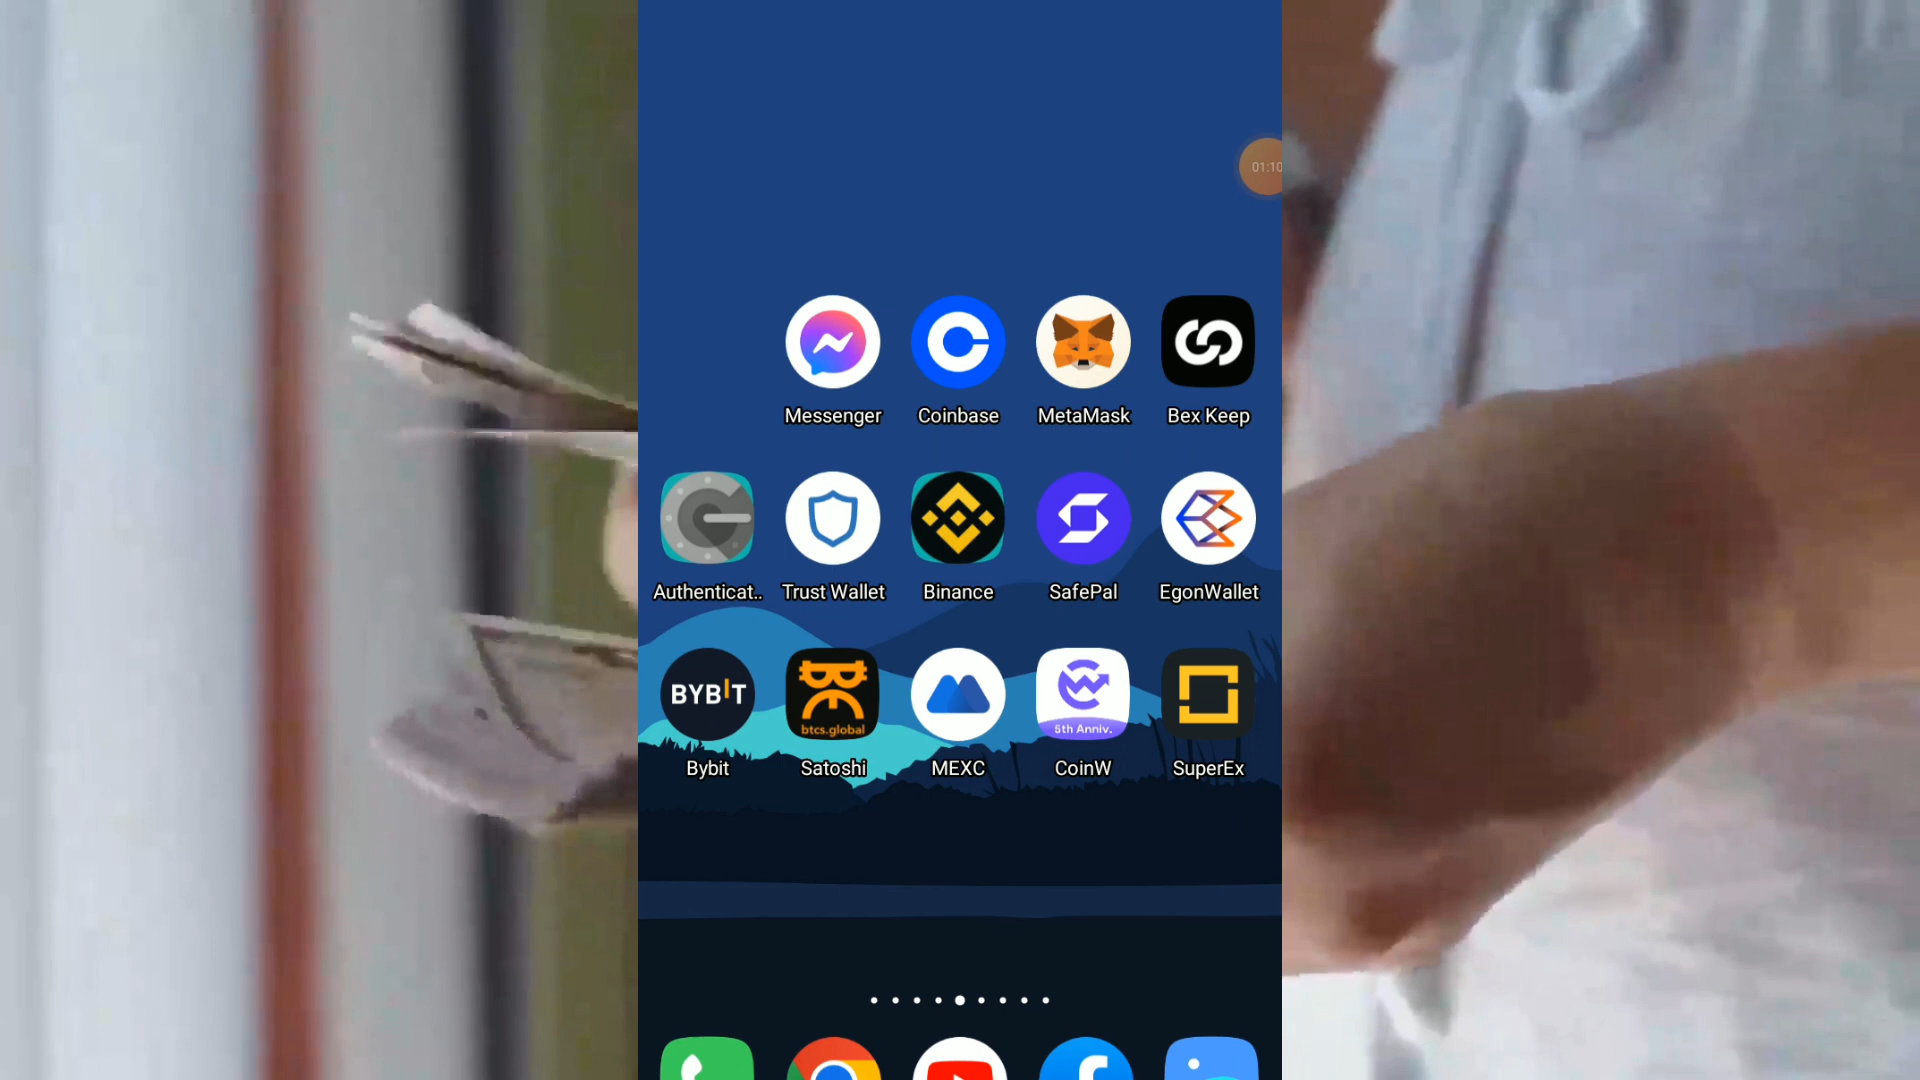 01:10
Messenger Coinbase MetaMask Bex Keep
Authenticat.. Trust Wallet Binance SafePal EgonWallet
BYBIT btcs.global 5th Anniv.
Bybit Satoshi MEXC CoinW SuperEx